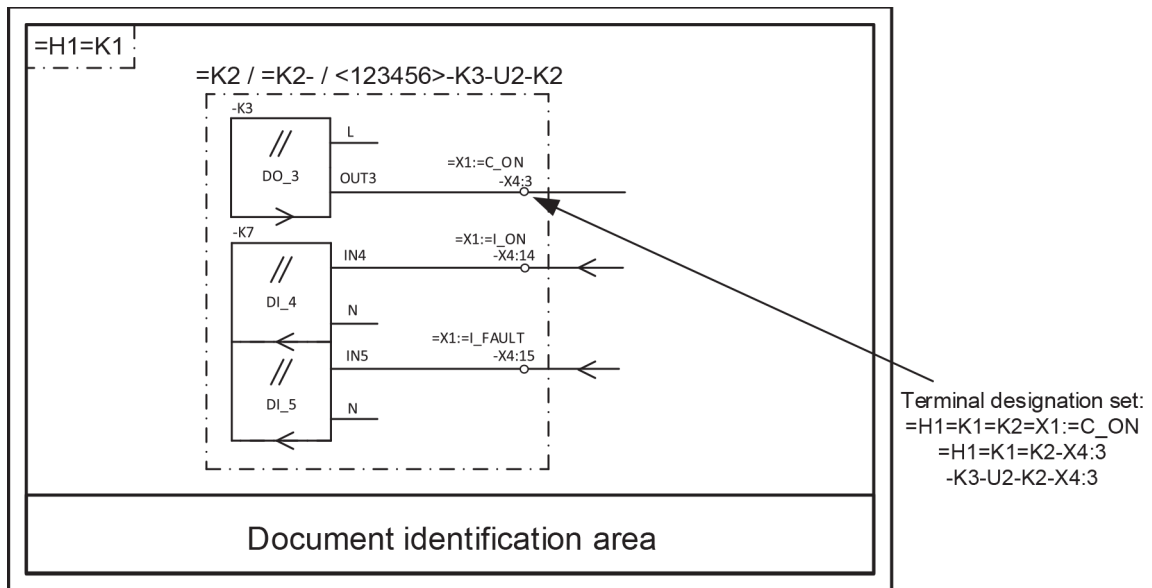 =H1=K1
=K2 / =K2- / <123456>-K3-U2-K2
-K3
//
DO_3
L
OUT3
=X1:=C_ON
-X4:3
-K7
//
DI_4
IN4
N
=X1:=I_ON
-X4:14
//
DI_5
IN5
N
=X1:=I_FAULT
-X4:15
Terminal designation set:
=H1=K1=K2=X1:=C_ON
=H1=K1=K2-X4:3
-K3-U2-K2-X4:3
Document identification area